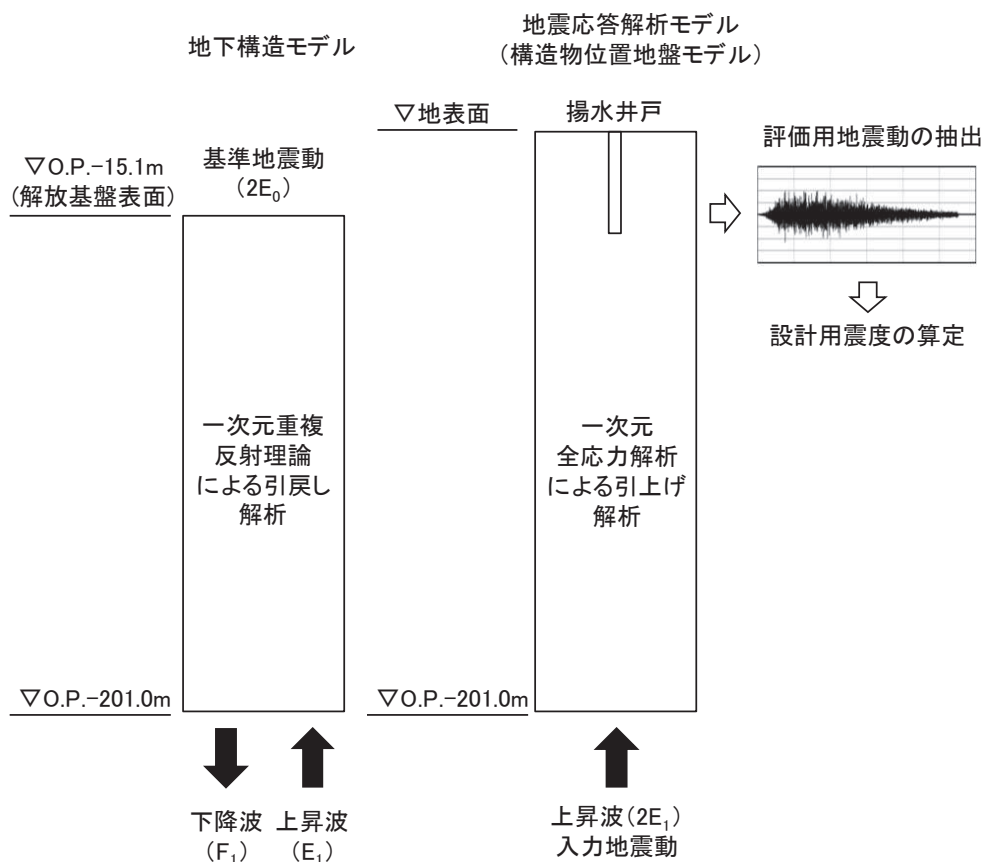 地下構造モデル
地震応答解析モデル
(構造物位置地盤モデル)
▽O.P.-15.1m
(解放基盤表面)
基準地震動
(2E₀)
▽地表面
揚水井戸
評価用地震動の抽出
設計用震度の算定
一次元重複
反射理論
による引戻し
解析
一次元
全応力解析
による引上げ
解析
▽O.P.-201.0m
▽O.P.-201.0m
下降波
(F₁)
上昇波
(E₁)
上昇波(2E₁)
入力地震動